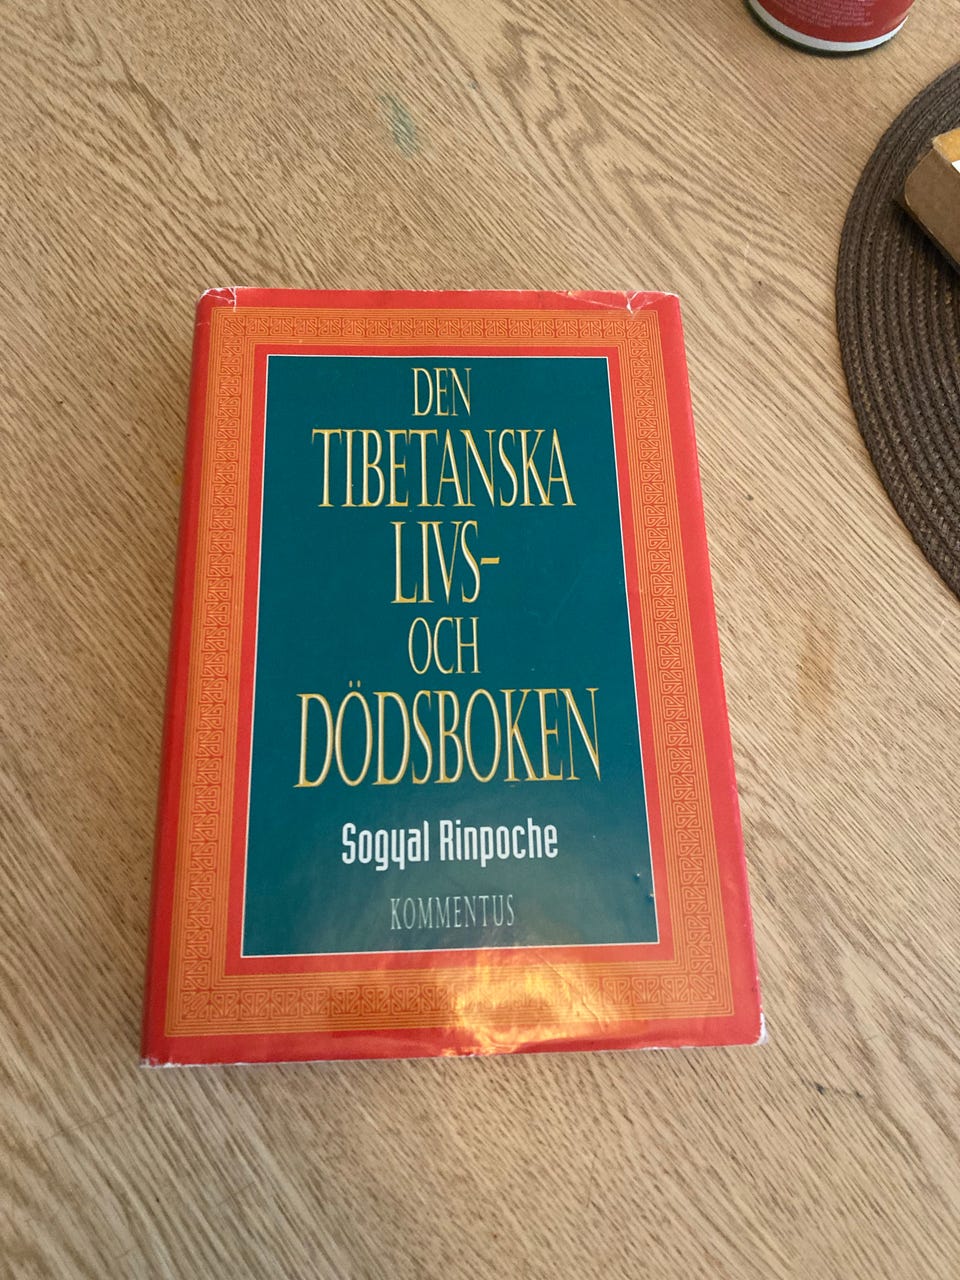 DEN
TIBETANSKA
LIVS-
OCH
DÖDSBOKEN
Sogyal Rinpoche
KOMMENTUS